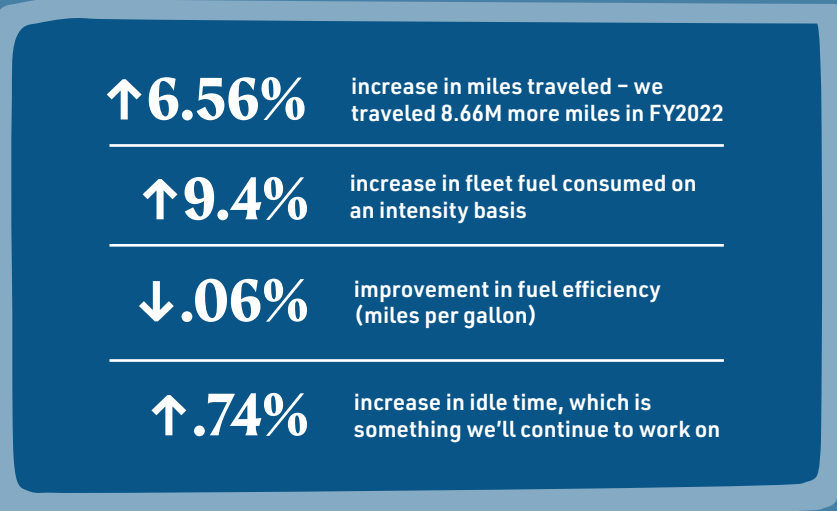 ↑6.56%
increase in miles traveled – we
traveled 8.66M more miles in FY2022
↑9.4%
increase in fleet fuel consumed on
an intensity basis
↓.06%
improvement in fuel efficiency
(miles per gallon)
↑.74%
increase in idle time, which is
something we'll continue to work on